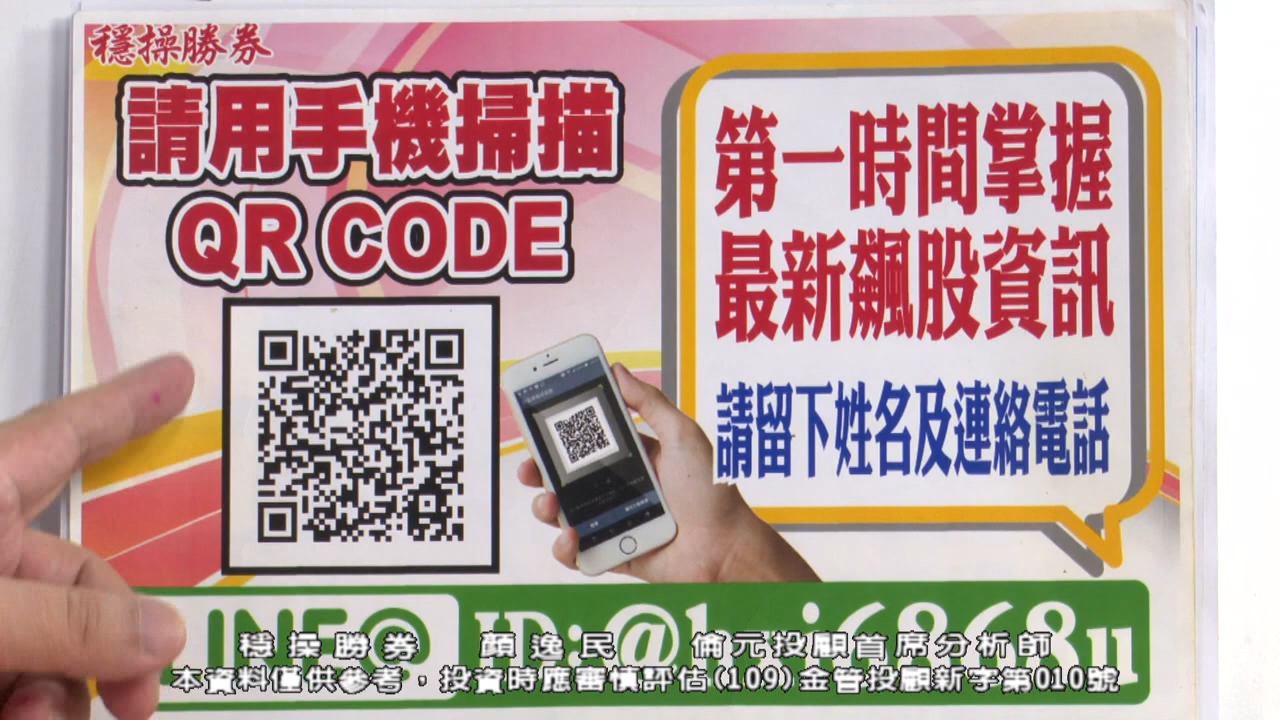 穩操勝券
請用手機掃描
QR CODE
第一時間掌握
最新飆股資訊
請留下姓名及連絡電話
穩操勝券 顏逸民 倫元投顧首席分析師
本資料僅供參考，投資時應審慎評估(109)金管投顧新字第010號